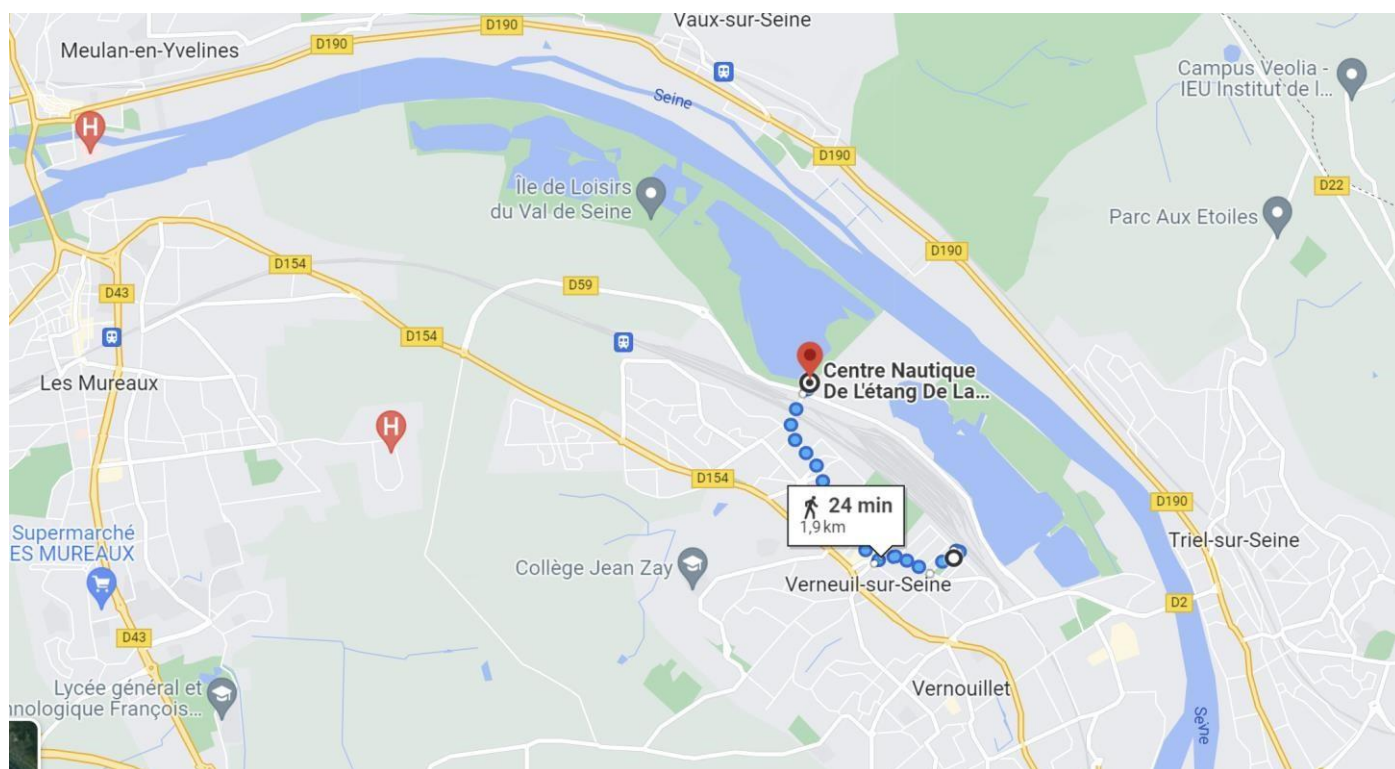 Vaux-sur-Seine
D190
Meulan-en-Yvelines
D190
Campus Veolia -
IEU Institut de l...
Seine
H
D190
Île de Loisirs
du Val de Seine
D22
Parc Aux Etoiles
D190
D154
D59
D43
D154
Les Mureaux
Centre Nautique
De L'étang De La...
H
D154
24 min
1,9 km
D190
Supermarché
ES MUREAUX
Triel-sur-Seine
Collège Jean Zay
Verneuil-sur-Seine
D2
D43
Lycée général et
hnologique François...
Vernouillet
Seine